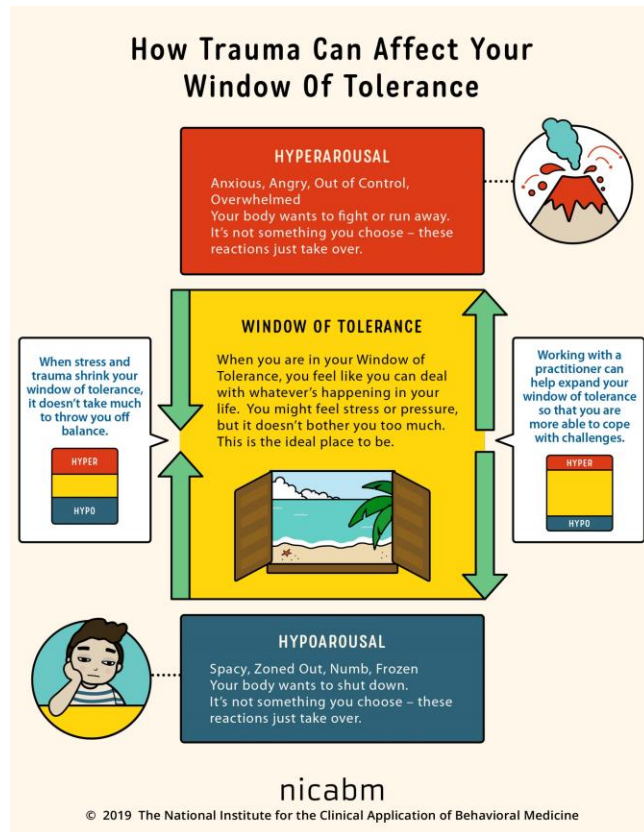 How Trauma Can Affect Your
Window Of Tolerance
HYPERAROUSAL
Anxious, Angry, Out of Control,
Overwhelmed
Your body wants to fight or run away.
It's not something you choose – these
reactions just take over.
WINDOW OF TOLERANCE
When you are in your Window of
Tolerance, you feel like you can deal
with whatever's happening in your
life. You might feel stress or pressure,
but it doesn't bother you too much.
This is the ideal place to be.
When stress and
trauma shrink your
window of tolerance,
it doesn't take much
to throw you off
balance.
HYPER
HYPO
Working with a
practitioner can
help expand your
window of tolerance
so that you are
more able to cope
with challenges.
HYPER
HYPO
HYPOAROUSAL
Spacy, Zoned Out, Numb, Frozen
Your body wants to shut down.
It's not something you choose – these
reactions just take over.
nicabm
© 2019 The National Institute for the Clinical Application of Behavioral Medicine